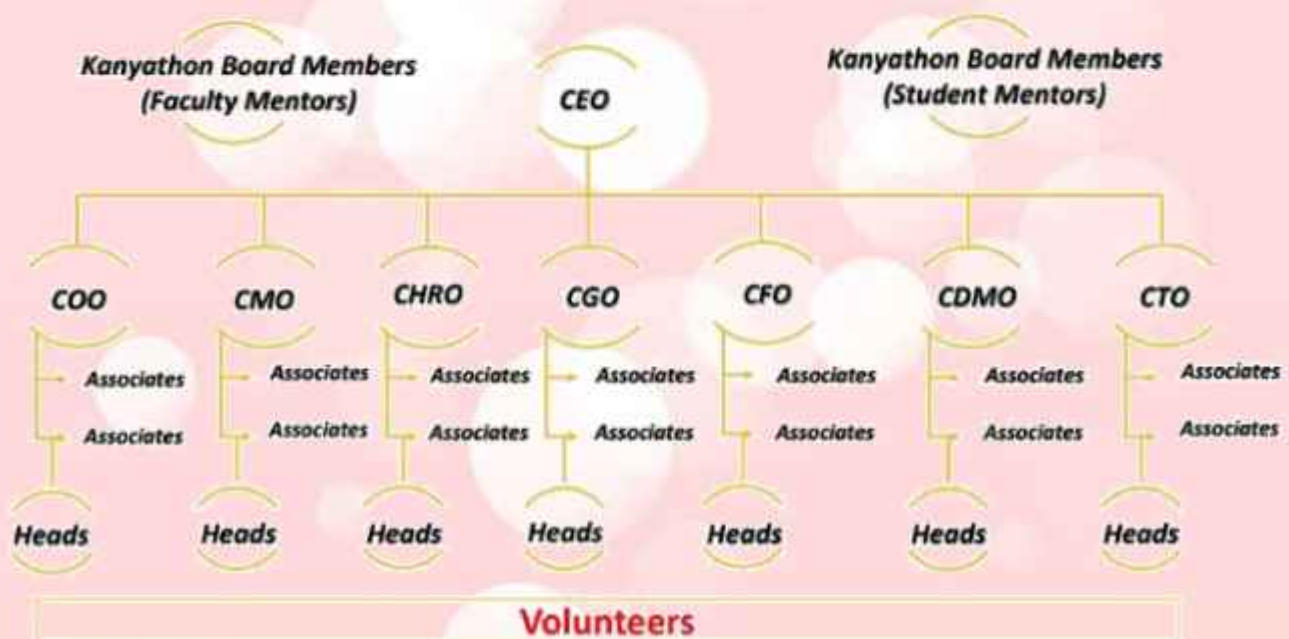 Kanyathon Board Members
(Faculty Mentors)
CEO
Kanyathon Board Members
(Student Mentors)
COO
CMO
CHRO
CGO
CFO
CDMO
CTO
Associates
Associates
Associates
Associates
Associates
Associates
Associates
Associates
Associates
Associates
Associates
Associates
Associates
Associates
Heads
Heads
Heads
Heads
Heads
Heads
Heads
Volunteers